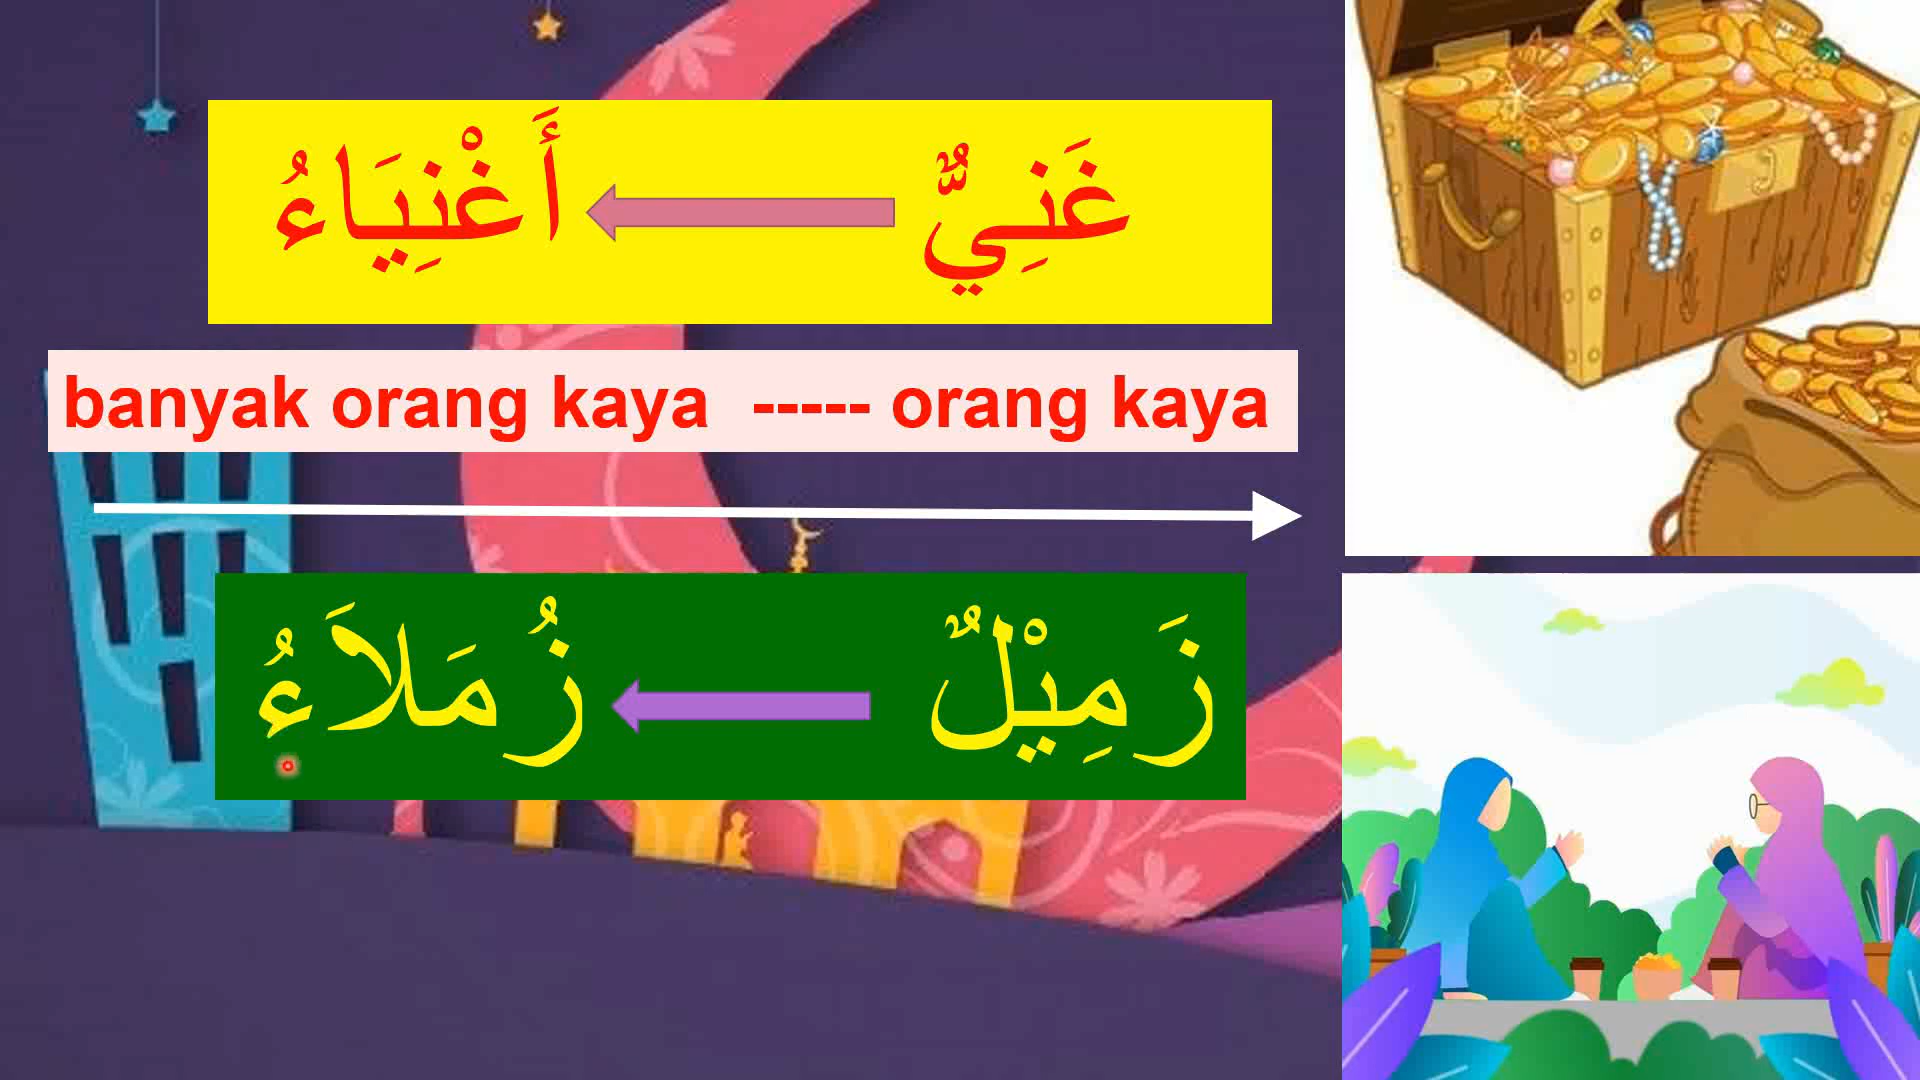 غَنِيٌّ أَغْنِيَاءُ
banyak orang kaya ----- orang kaya
زَمِيْلٌ زُمَلاَءُ